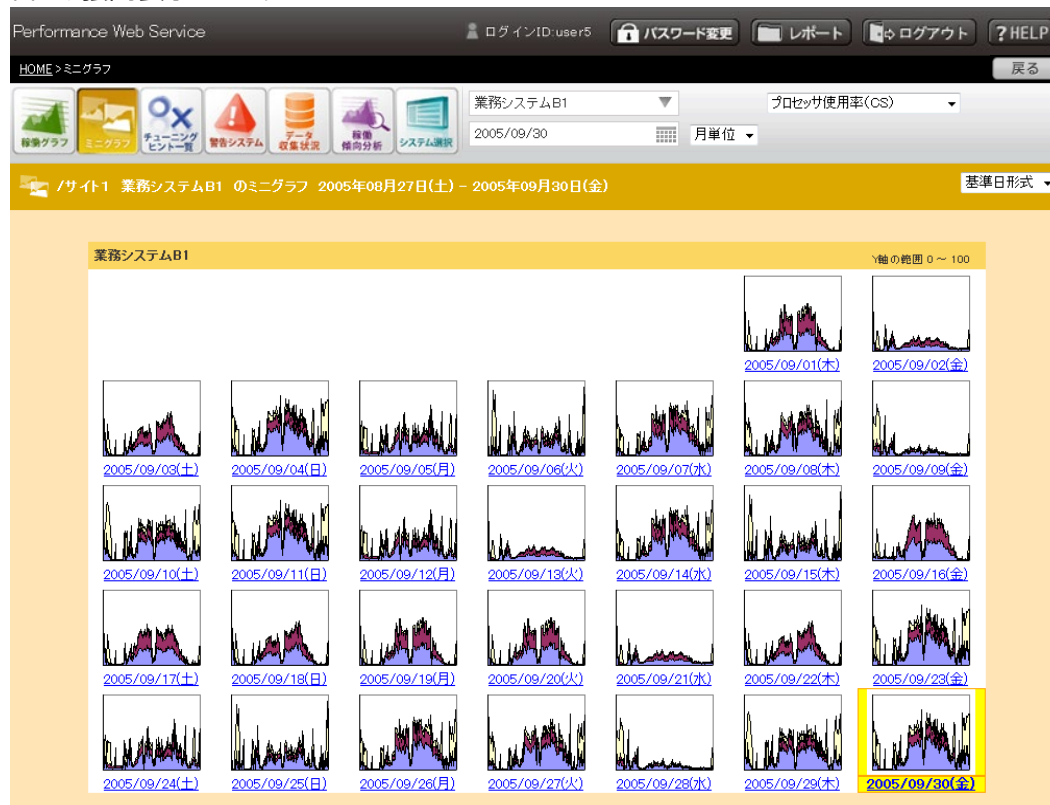 Performance Web Service
ログインID:user5
パスワード変更
レポート
ログアウト
?HELP
HOME>ミニグラフ
戻る
稼働グラフ
ミニグラフ
チューニング
ヒント一覧
警告システム
データ
収集状況
稼働
傾向分析
システム選択
業務システムB1
プロセッサ使用率(CS)
2005/09/30
月単位
/サイト1 業務システムB1 のミニグラフ 2005年08月27日(土) - 2005年09月30日(金)
基準日形式
業務システムB1
Y軸の範囲 0 ～ 100
2005/09/01(木) 2005/09/02(金)
2005/09/03(土) 2005/09/04(日) 2005/09/05(月) 2005/09/06(火) 2005/09/07(水) 2005/09/08(木) 2005/09/09(金)
2005/09/10(土) 2005/09/11(日) 2005/09/12(月) 2005/09/13(火) 2005/09/14(水) 2005/09/15(木) 2005/09/16(金)
2005/09/17(土) 2005/09/18(日) 2005/09/19(月) 2005/09/20(火) 2005/09/21(水) 2005/09/22(木) 2005/09/23(金)
2005/09/24(土) 2005/09/25(日) 2005/09/26(月) 2005/09/27(火) 2005/09/28(水) 2005/09/29(木) 2005/09/30(金)